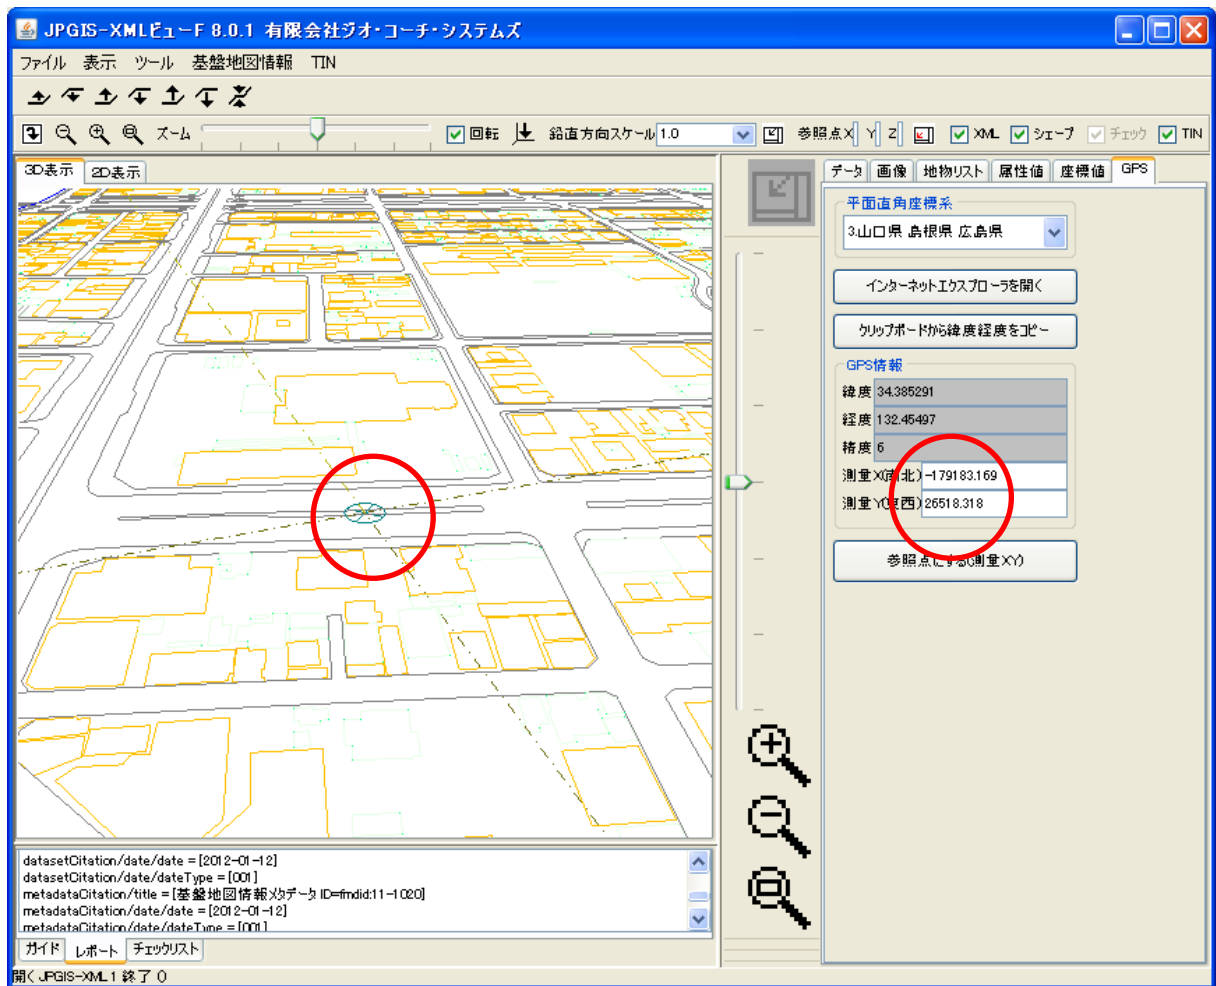 JPGIS-XMLビューF 8.0.1 有限会社ジオ・コーチ・システムズ
ファイル 表示 ツール 基盤地図情報 TIN
ズーム 回転 鉛直方向スケール 1.0 参照点X Y Z XML シェープ チェック TIN
3D表示 2D表示
データ 画像 地物リスト 属性値 座標値 GPS
平面直角座標系
3.山口県 島根県 広島県
インターネットエクスプローラを開く
クリップボードから緯度経度をコピー
GPS情報
緯度 34.385291
経度 132.45497
精度 6
測量X(南北) -179183.169
測量Y(東西) 26518.318
参照点にする(測量XY)
datasetCitation/date/date = [2012-01-12]
datasetCitation/date/dateType = [001]
metadataCitation/title = [基盤地図情報メタデータ ID=fmdid:11-1020]
metadataCitation/date/date = [2012-01-12]
metadataCitation/date/dateType = [001]
ガイド レポート チェックリスト
開く JPGIS-XML 1 終了 ()